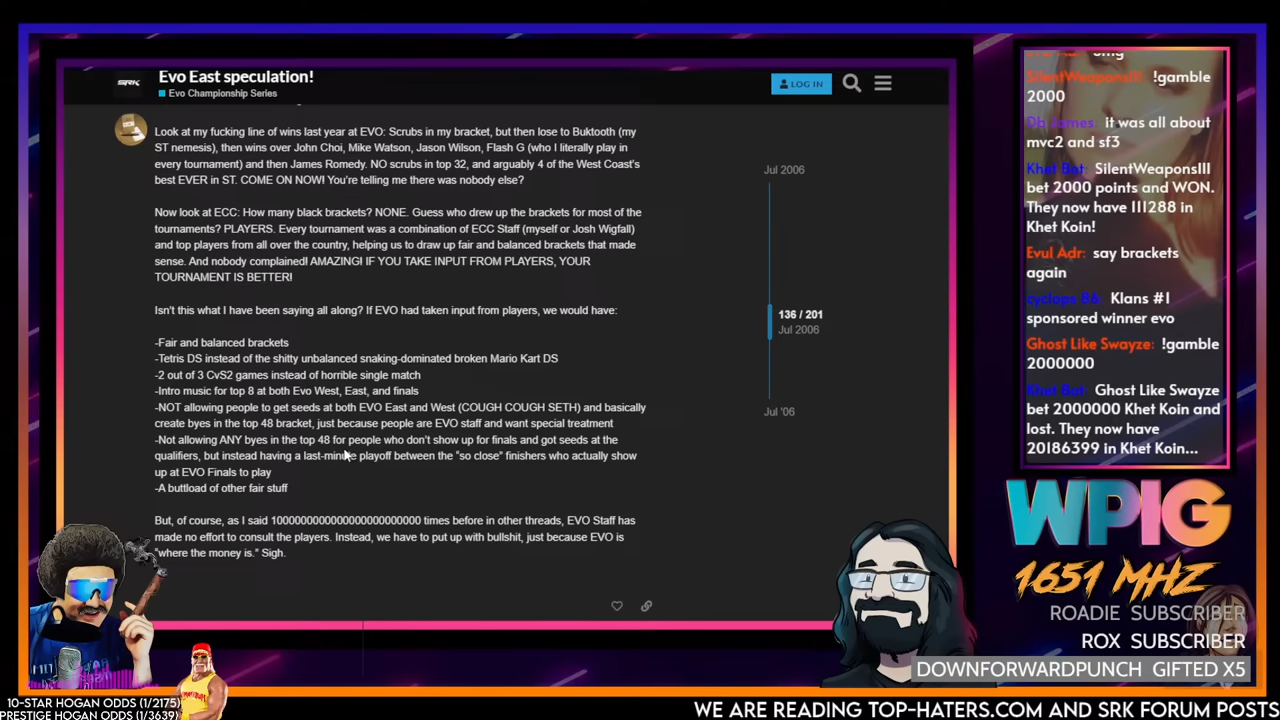 Evo East speculation!
SRK
Evo Championship Series
LOG IN
Look at my fucking line of wins last year at EVO: Scrubs in my bracket, but then lose to Buktooth (my
ST nemesis), then wins over John Choi, Mike Watson, Jason Wilson, Flash G (who I literally play in
every tournament) and then James Romedy. NO scrubs in top 32, and arguably 4 of the West Coast's
best EVER in ST. COME ON NOW! You're telling me there was nobody else?
Now look at ECC: How many black brackets? NONE. Guess who drew up the brackets for most of the
tournaments? PLAYERS. Every tournament was a combination of ECC Staff (myself or Josh Wigfall)
and top players from all over the country, helping us to draw up fair and balanced brackets that made
sense. And nobody complained! AMAZING! IF YOU TAKE INPUT FROM PLAYERS, YOUR
TOURNAMENT IS BETTER!
Isn't this what I have been saying all along? If EVO had taken input from players, we would have:
-Fair and balanced brackets
-Tetris DS instead of the shitty unbalanced snaking-dominated broken Mario Kart DS
-2 out of 3 CvS2 games instead of horrible single match
-Intro music for top 8 at both Evo West, East, and finals
-NOT allowing people to get seeds at both EVO East and West (COUGH COUGH SETH) and basically
create byes in the top 48 bracket, just because people are EVO staff and want special treatment
-Not allowing ANY byes in the top 48 for people who don't show up for finals and got seeds at the
qualifiers, but instead having a last-minute playoff between the "so close" finishers who actually show
up at EVO Finals to play
-A buttload of other fair stuff
But, of course, as I said times before in other threads, EVO Staff has
made no effort to consult the players. Instead, we have to put up with bullshit, just because EVO is
"where the money is." Sigh.
Jul 2006
136 / 201
Jul 2006
Jul '06
omg
SilentWeaponsIII: !gamble
2000
Db James: it was all about
mvc2 and sf3
Khet Bot: SilentWeaponsIII
bet 2000 points and WON.
They now have 111288 in
Khet Koin!
Evul Adr: say brackets
again
cyclops 86: Klans #1
sponsored winner evo
Ghost Like Swayze: !gamble
2000000
Khet Bot: Ghost Like Swayze
bet 2000000 Khet Koin and
lost. They now have
20186399 in Khet Koin...
WPIG
1651 MHZ
ROADIE SUBSCRIBER
ROX SUBSCRIBER
DOWNFORWARDPUNCH GIFTED X5
10-STAR HOGAN ODDS (1/2175)
PRESTIGE HOGAN ODDS (1/3639)
WE ARE READING TOP-HATERS.COM AND SRK FORUM POSTS